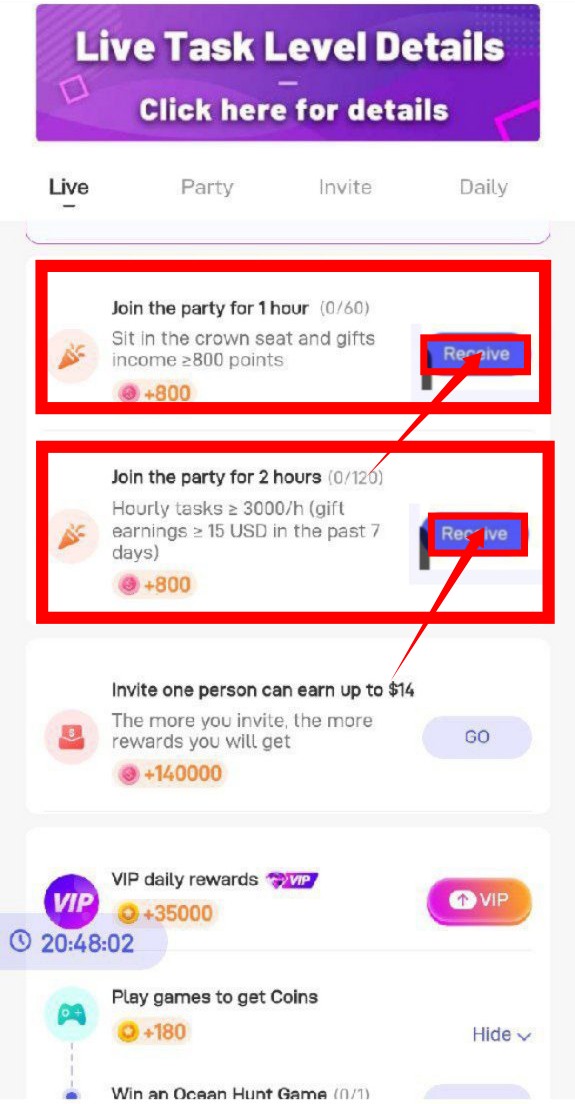 Live Task Level Details
Click here for details
Live Party Invite Daily
Join the party for 1 hour (0/60)
Sit in the crown seat and gifts
income ≥800 points
Receive
+800
Join the party for 2 hours (0/120)
Hourly tasks ≥ 3000/h (gift
earnings ≥ 15 USD in the past 7
days)
Receive
+800
Invite one person can earn up to $14
The more you invite, the more
rewards you will get
GO
+140000
VIP
VIP daily rewards VIP
+35000
VIP
20:48:02
Play games to get Coins
+180
Hide
Win an Ocean Hunt Game (0/1)